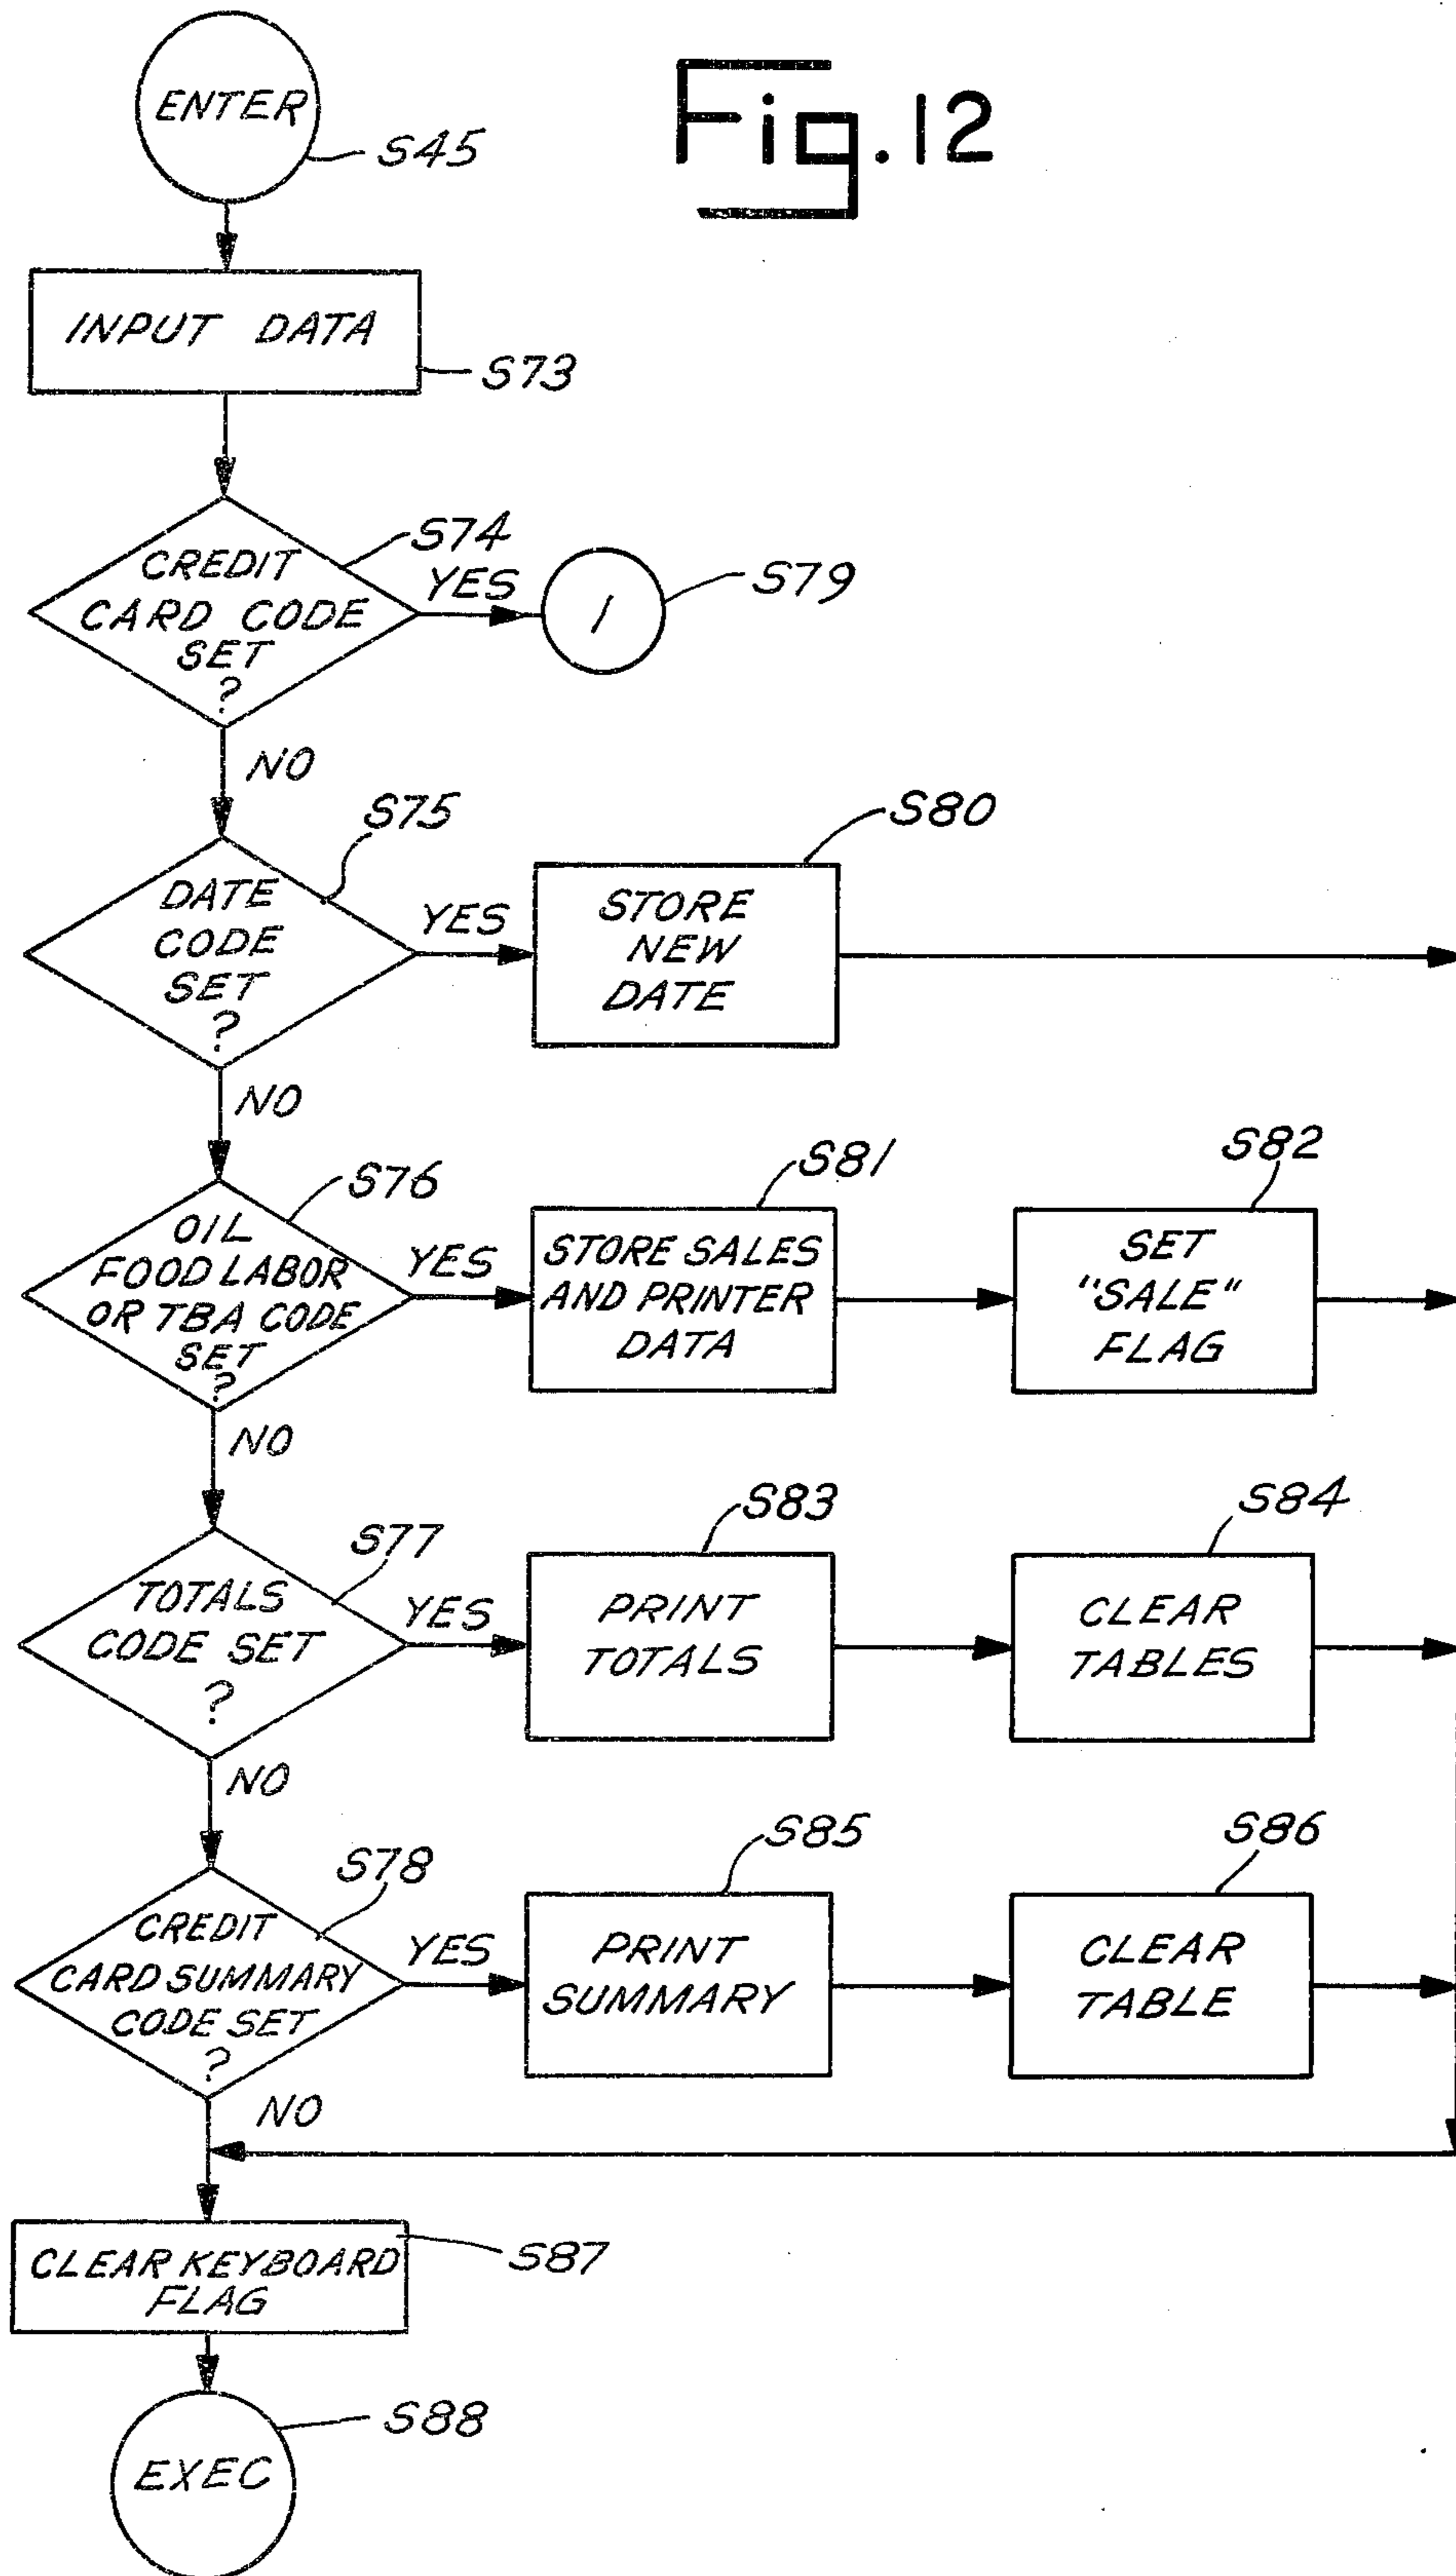 Fig.12
ENTER
S45
INPUT DATA
S73
CREDIT
CARD CODE
SET
?
S74
YES
1
S79
NO
DATE
CODE
SET
?
S75
YES
STORE
NEW
DATE
S80
NO
OIL
FOOD LABOR
OR TBA CODE
SET
?
S76
YES
STORE SALES
AND PRINTER
DATA
S81
SET
"SALE"
FLAG
S82
NO
TOTALS
CODE SET
?
S77
YES
PRINT
TOTALS
S83
CLEAR
TABLES
S84
NO
CREDIT
CARD SUMMARY
CODE SET
?
S78
YES
PRINT
SUMMARY
S85
CLEAR
TABLE
S86
NO
CLEAR KEYBOARD
FLAG
S87
EXEC
S88